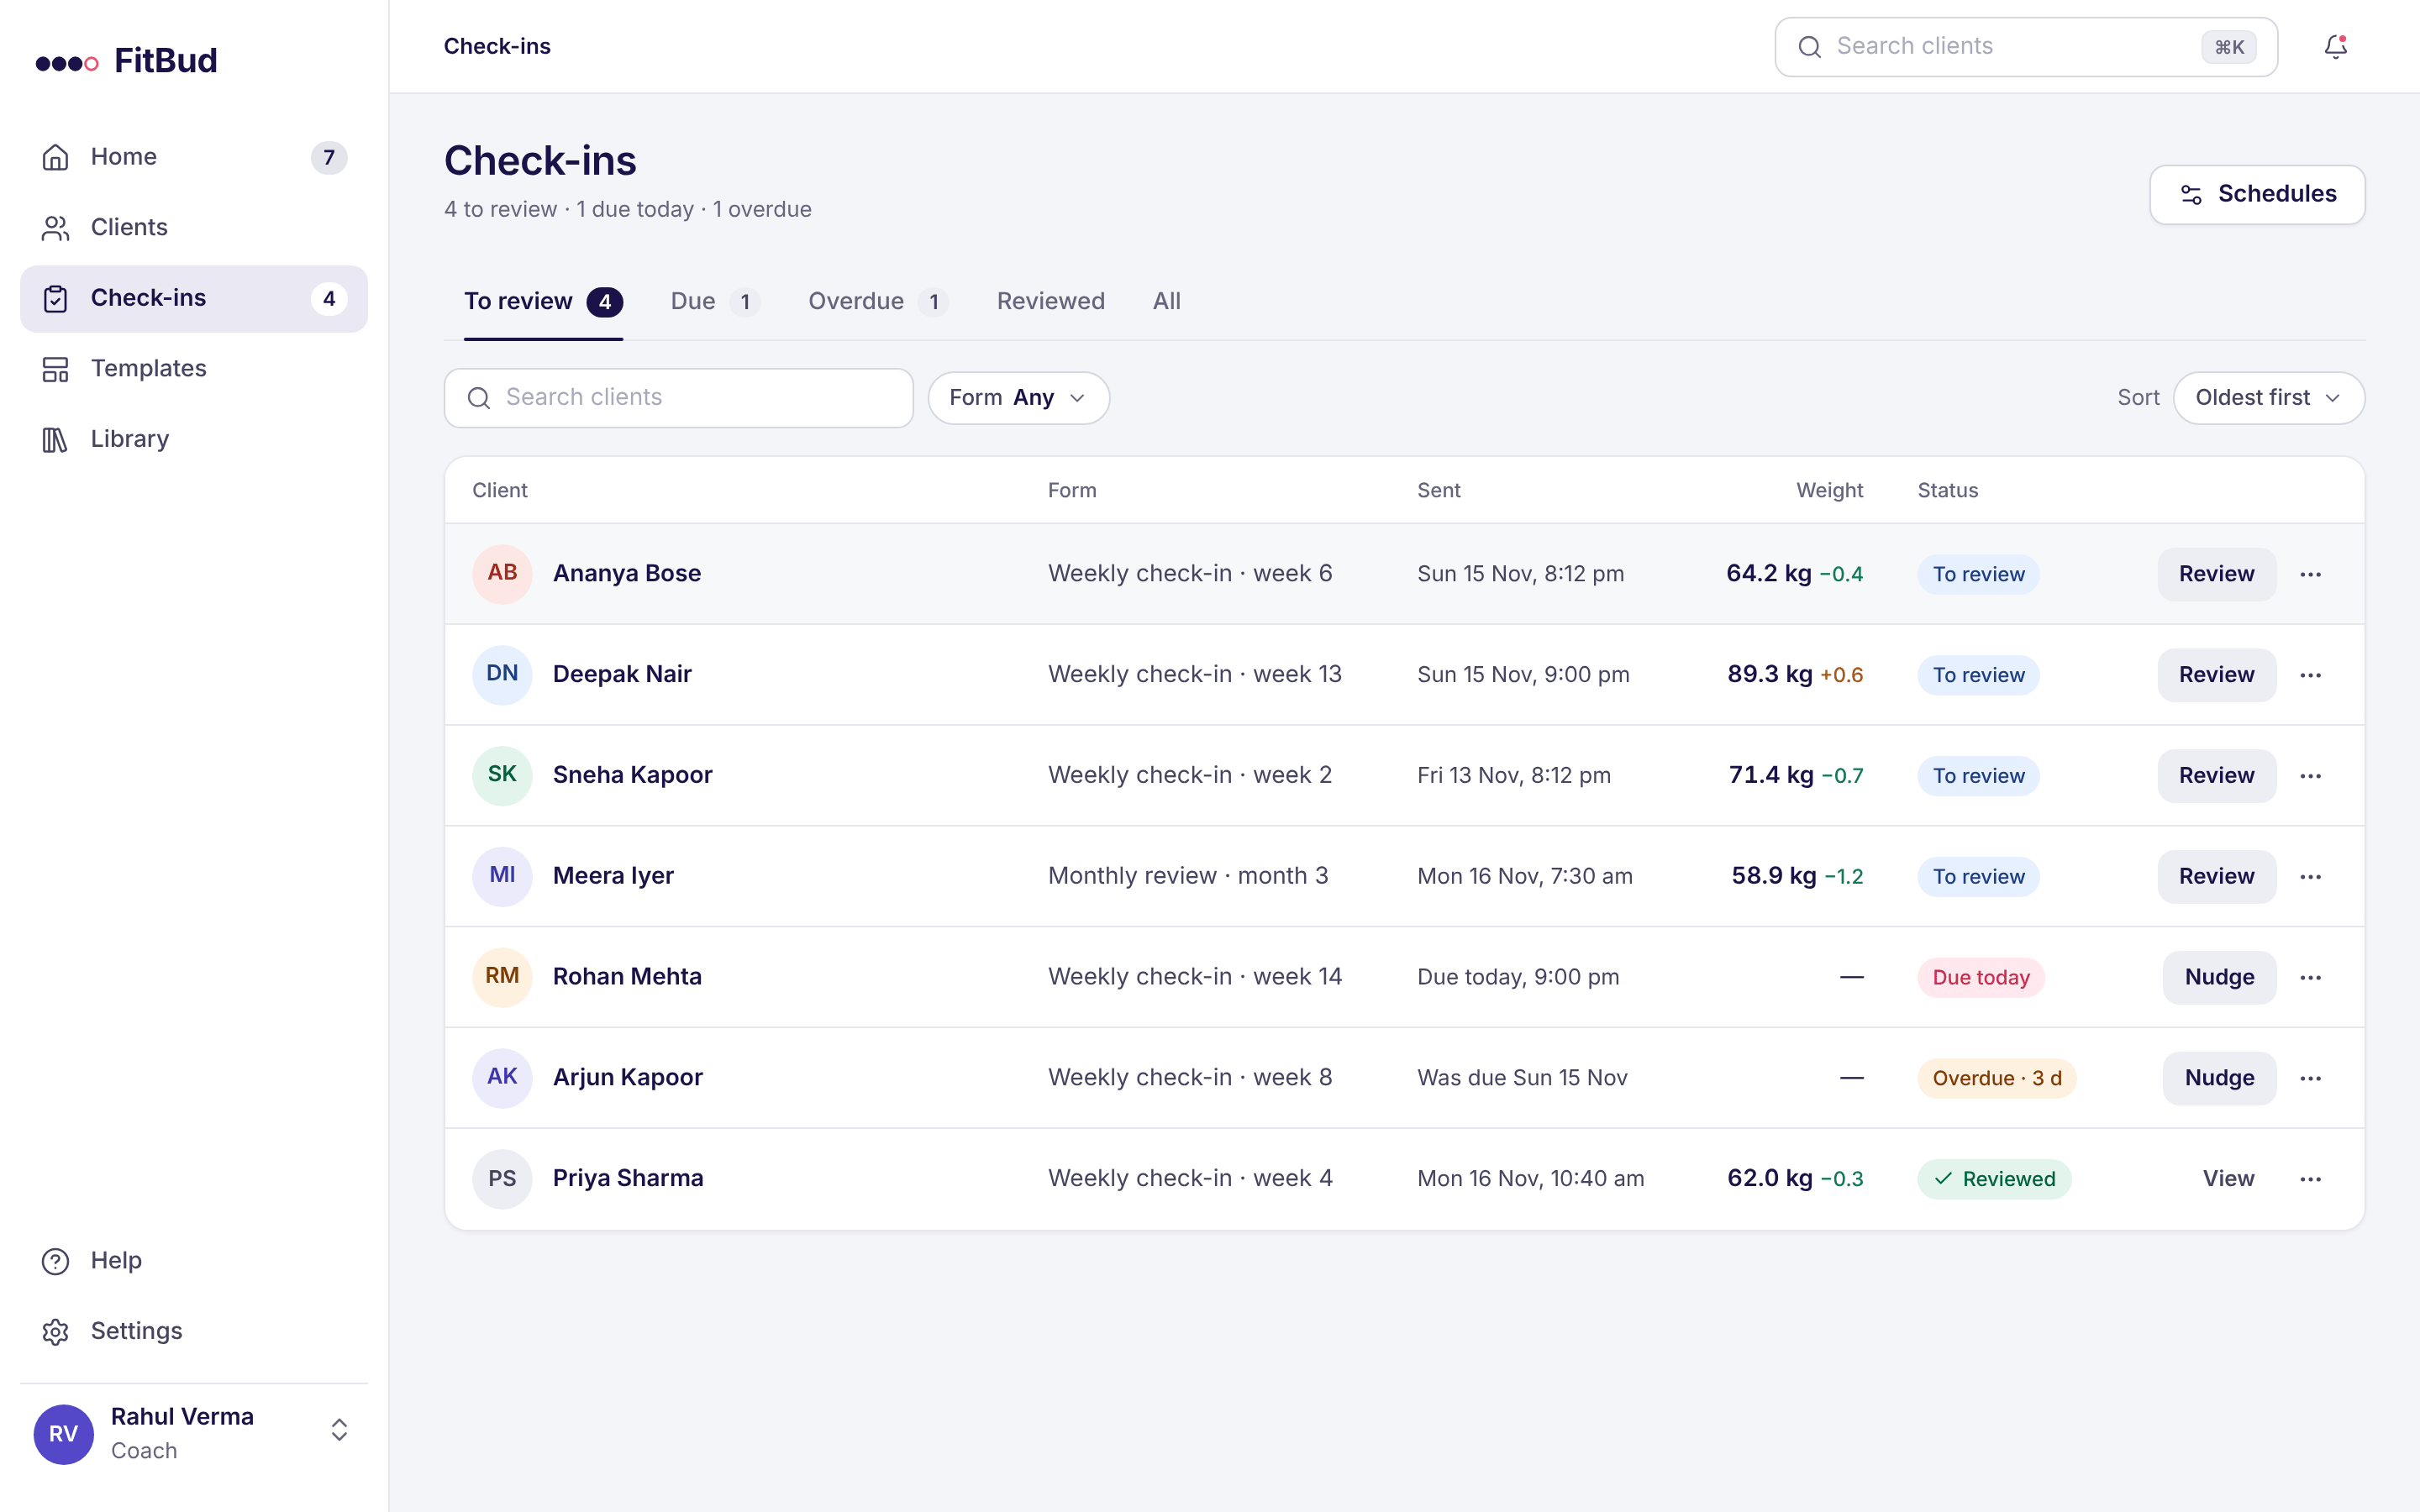 FitBud
Home 7
Clients
Check-ins 4
Templates
Library
Help
Settings
RV Rahul Verma
Coach
Check-ins
Search clients ⌘K
Check-ins
4 to review · 1 due today · 1 overdue
Schedules
To review 4 Due 1 Overdue 1 Reviewed All
Search clients Form Any Sort Oldest first
Client Form Sent Weight Status
AB Ananya Bose Weekly check-in · week 6 Sun 15 Nov, 8:12 pm 64.2 kg −0.4 To review Review
DN Deepak Nair Weekly check-in · week 13 Sun 15 Nov, 9:00 pm 89.3 kg +0.6 To review Review
SK Sneha Kapoor Weekly check-in · week 2 Fri 13 Nov, 8:12 pm 71.4 kg −0.7 To review Review
MI Meera Iyer Monthly review · month 3 Mon 16 Nov, 7:30 am 58.9 kg −1.2 To review Review
RM Rohan Mehta Weekly check-in · week 14 Due today, 9:00 pm — Due today Nudge
AK Arjun Kapoor Weekly check-in · week 8 Was due Sun 15 Nov — Overdue · 3 d Nudge
PS Priya Sharma Weekly check-in · week 4 Mon 16 Nov, 10:40 am 62.0 kg −0.3 Reviewed View